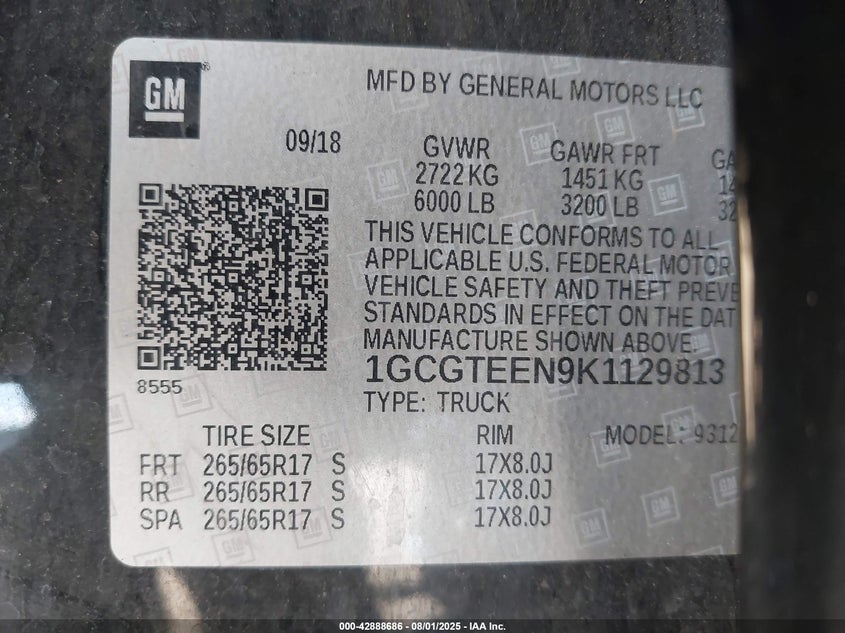 GM
MFD BY GENERAL MOTORS LLC
09/18
GVWR GAWR FRT
2722 KG 1451 KG
6000 LB 3200 LB
THIS VEHICLE CONFORMS TO ALL
APPLICABLE U.S. FEDERAL MOTOR
VEHICLE SAFETY AND THEFT
STANDARDS IN EFFECT ON THE
MANUFACTURE SHOWN ABOVE.
1GCGTEEN9K1129813
8555
TYPE: TRUCK
TIRE SIZE RIM MODEL: 9312
FRT 265/65R17 S 17X8.0J
RR 265/65R17 S 17X8.0J
SPA 265/65R17 S 17X8.0J
000-42888686 - 08/01/2025 - IAA Inc.